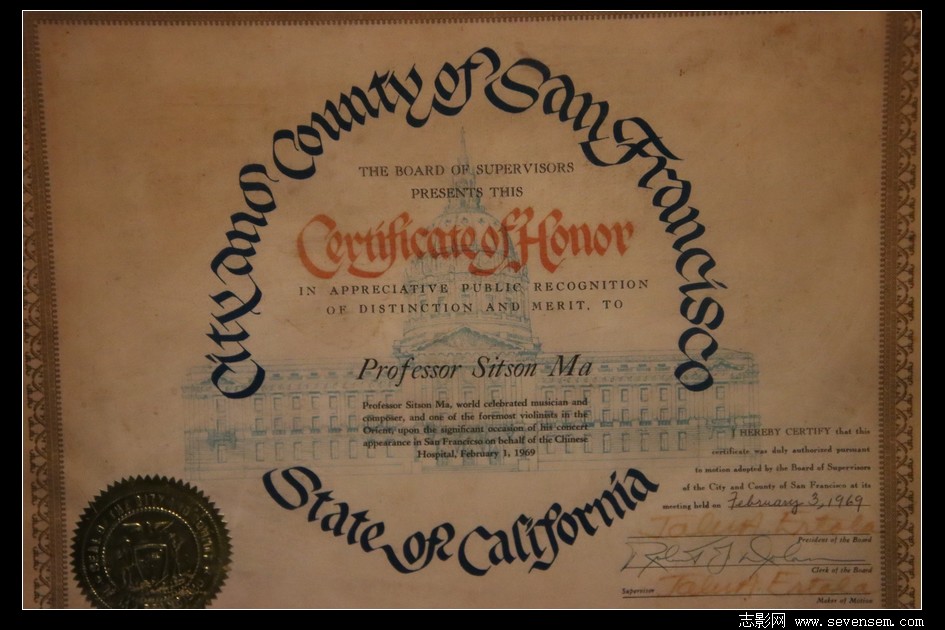 City and County of San Francisco
THE BOARD OF SUPERVISORS
PRESENTS THIS
Certificate of Honor
IN APPRECIATIVE PUBLIC RECOGNITION
OF DISTINCTION AND MERIT, TO
Professor Sitson Ma
Professor Sitson Ma, world celebrated musician and
composer, and one of the foremost violinists in the
Orient, upon the significant occasion of his concert
appearance in San Francicso on behalf of the Chinese
Hospital, February 1, 1969
I HEREBY CERTIFY that this
certificate was duly authorized pursuant
to motion adopted by the Board of Supervisors
of the City and County of San Francisco at its
meeting held on February 3, 1969
President of the Board
Clerk of the Board
Supervisor
Maker of Motion
State of California
志影网 www.sevensem.com